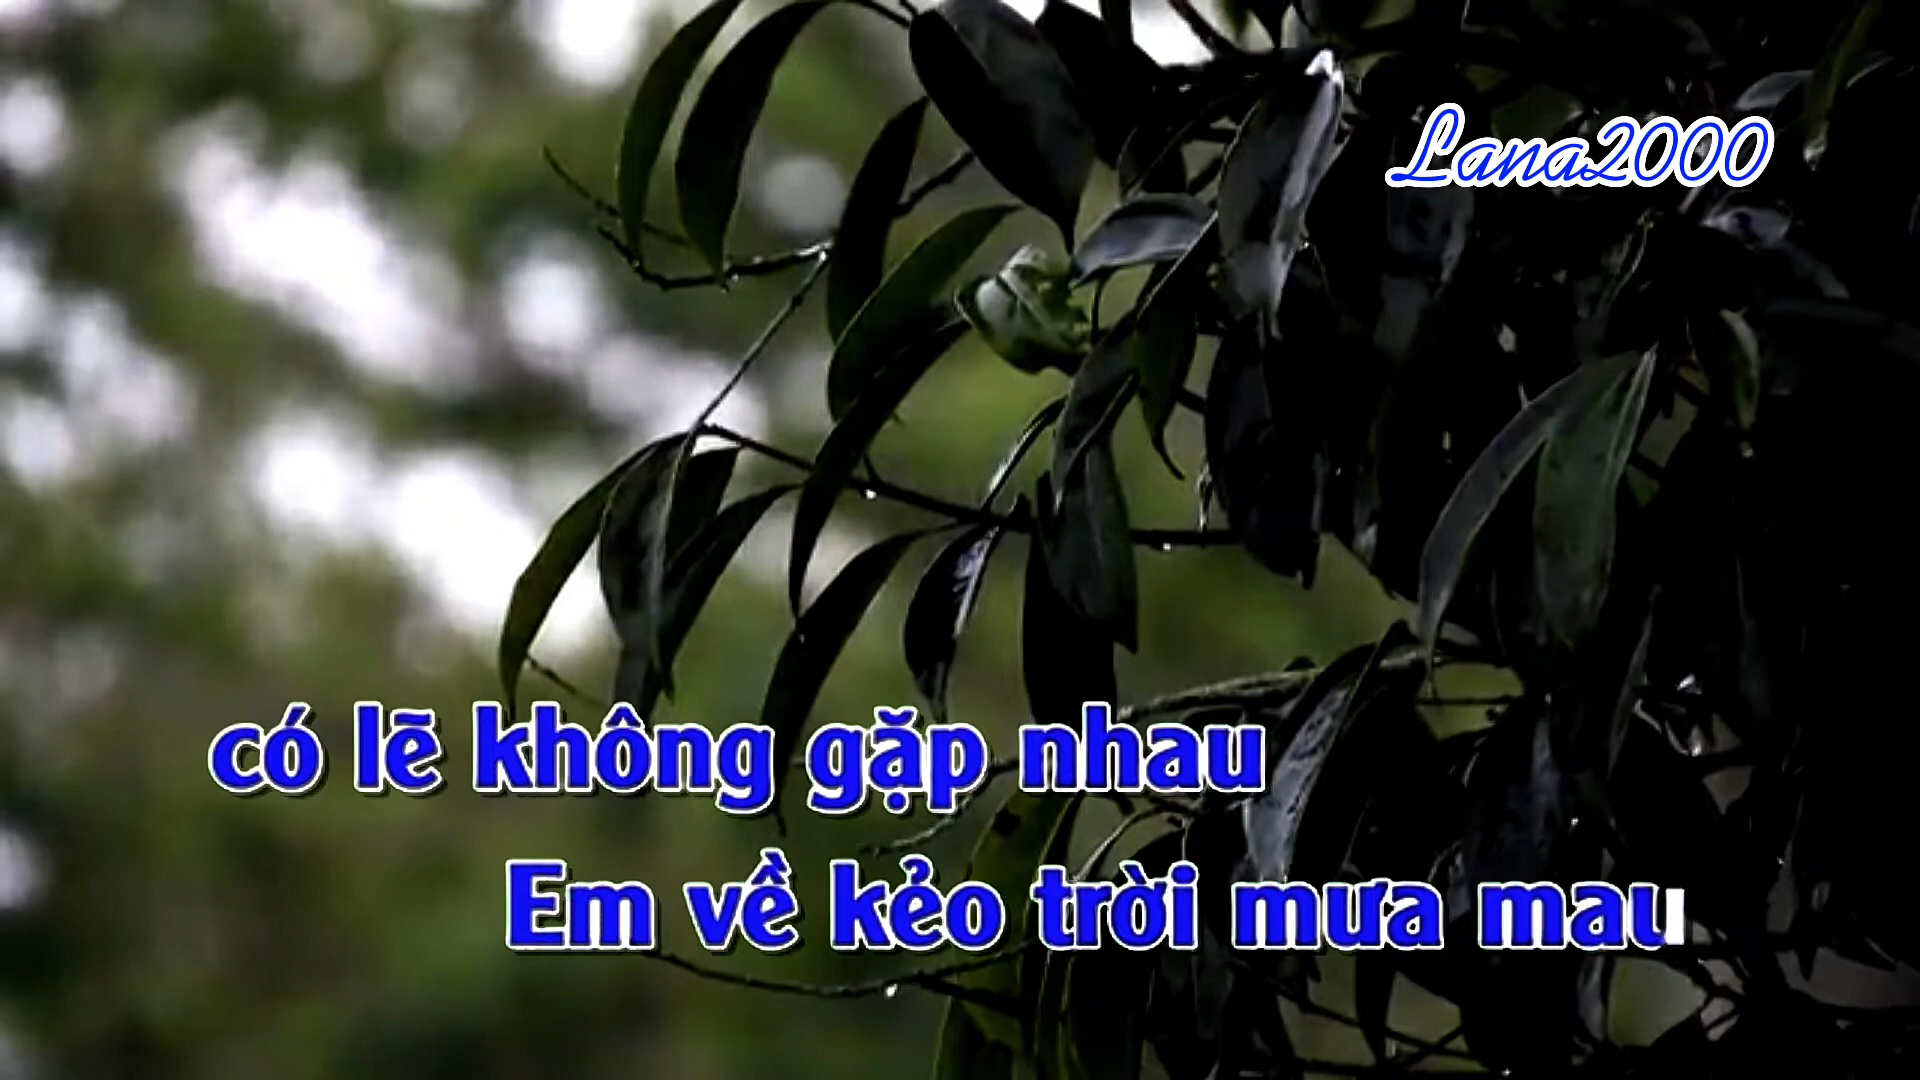 Lana2000
có lẽ không gặp nhau
Em về kẻo trời mưa mau